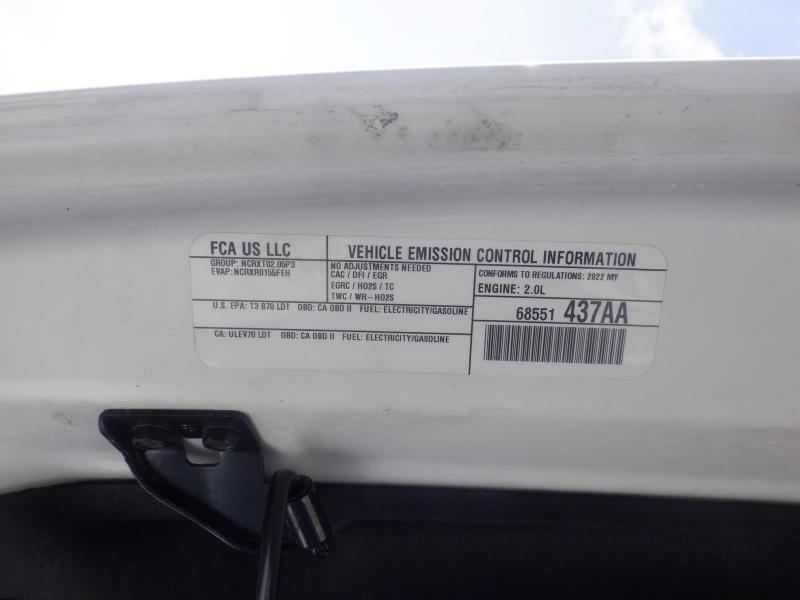 FCA US LLC
GROUP: NCRXT02.05P3
EVAP: NCRXR0155FEH
VEHICLE EMISSION CONTROL INFORMATION
NO ADJUSTMENTS NEEDED
CAC / DFI / EGR
EGRC / HO2S / TC
TWC / WR-HO2S
CONFORMS TO REGULATIONS: 2022 MY
ENGINE: 2.0L
U.S. EPA: T3 B70 LDT OBD: CA OBD II FUEL: ELECTRICITY/GASOLINE
CA: ULEV70 LDT OBD: CA OBD II FUEL: ELECTRICITY/GASOLINE
68551 437AA